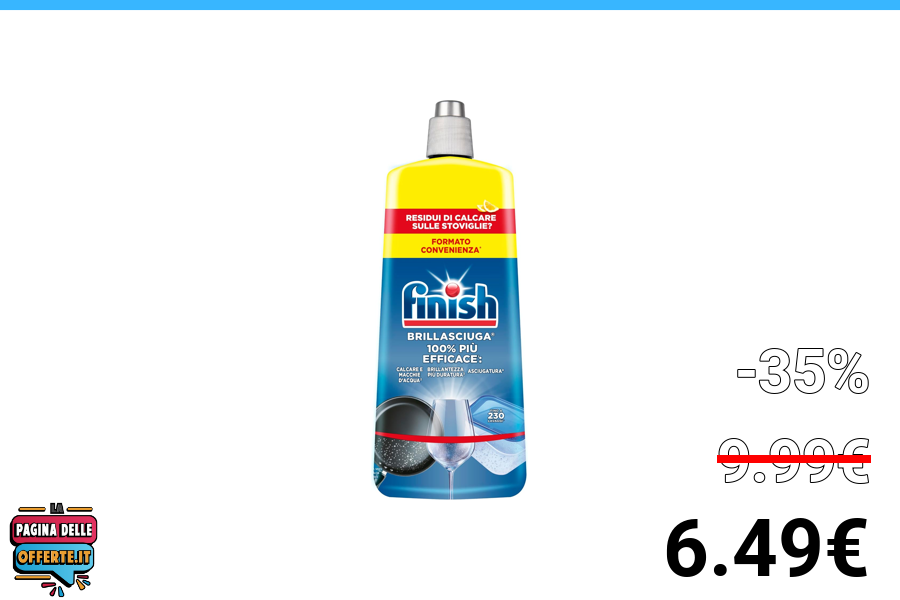 RESIDUI DI CALCARE
SULLE STOVIGLIE?
FORMATO
CONVENIENZA*
finish
BRILLASCIUGA*
100% PIÙ
EFFICACE:
CALCARE E
MACCHIE
D'ACQUA
BRILLANTEZZA
PIÙ DURATURA
ASCIUGATURA*
230
-35%
9.99€
6.49€
LA
PAGINA DELLE
OFFERTE.IT